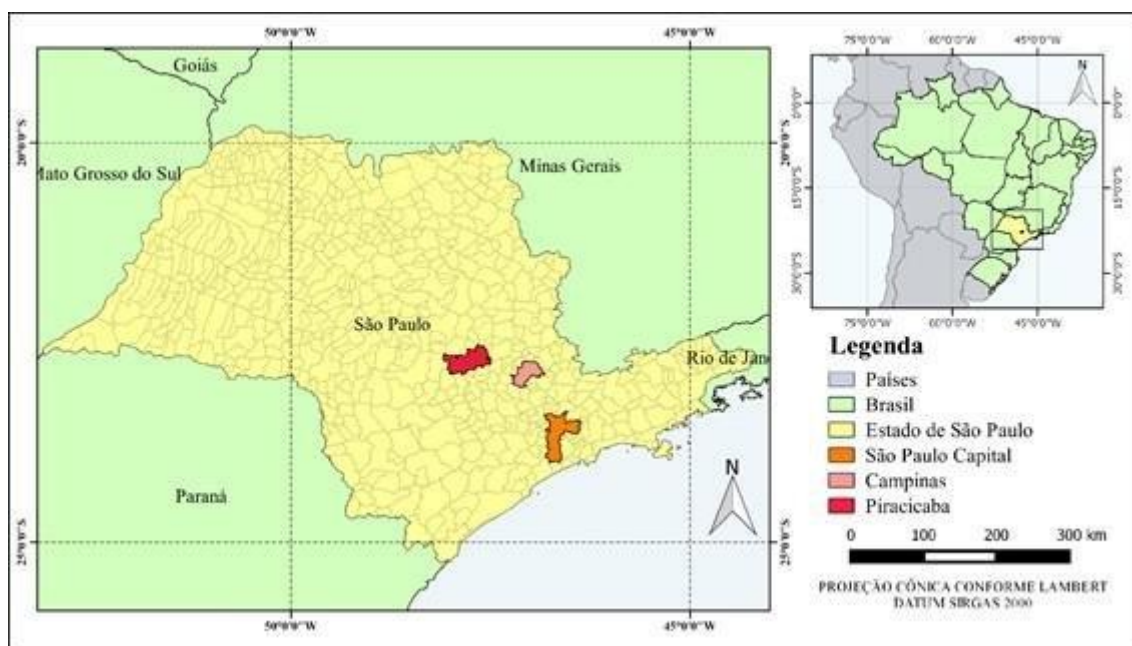 50°0'0"W
45°0'0"W
Goiás
20°0'0"S
20°0'0"S
Mato Grosso do Sul
Minas Gerais
São Paulo
Rio de Jane
Paraná
N
25°0'0"S
25°0'0"S
50°0'0"W
45°0'0"W
75°0'0"W
60°0'0"W
45°0'0"W
N
0°0'0"
0°0'0"
15°0'0"S
15°0'0"S
30°0'0"S
30°0'0"S
75°0'0"W
60°0'0"W
45°0'0"W
Legenda
Países
Brasil
Estado de São Paulo
São Paulo Capital
Campinas
Piracicaba
0 100 200 300 km
PROJEÇÃO CÔNICA CONFORME LAMBERT
DATUM SIRGAS 2000